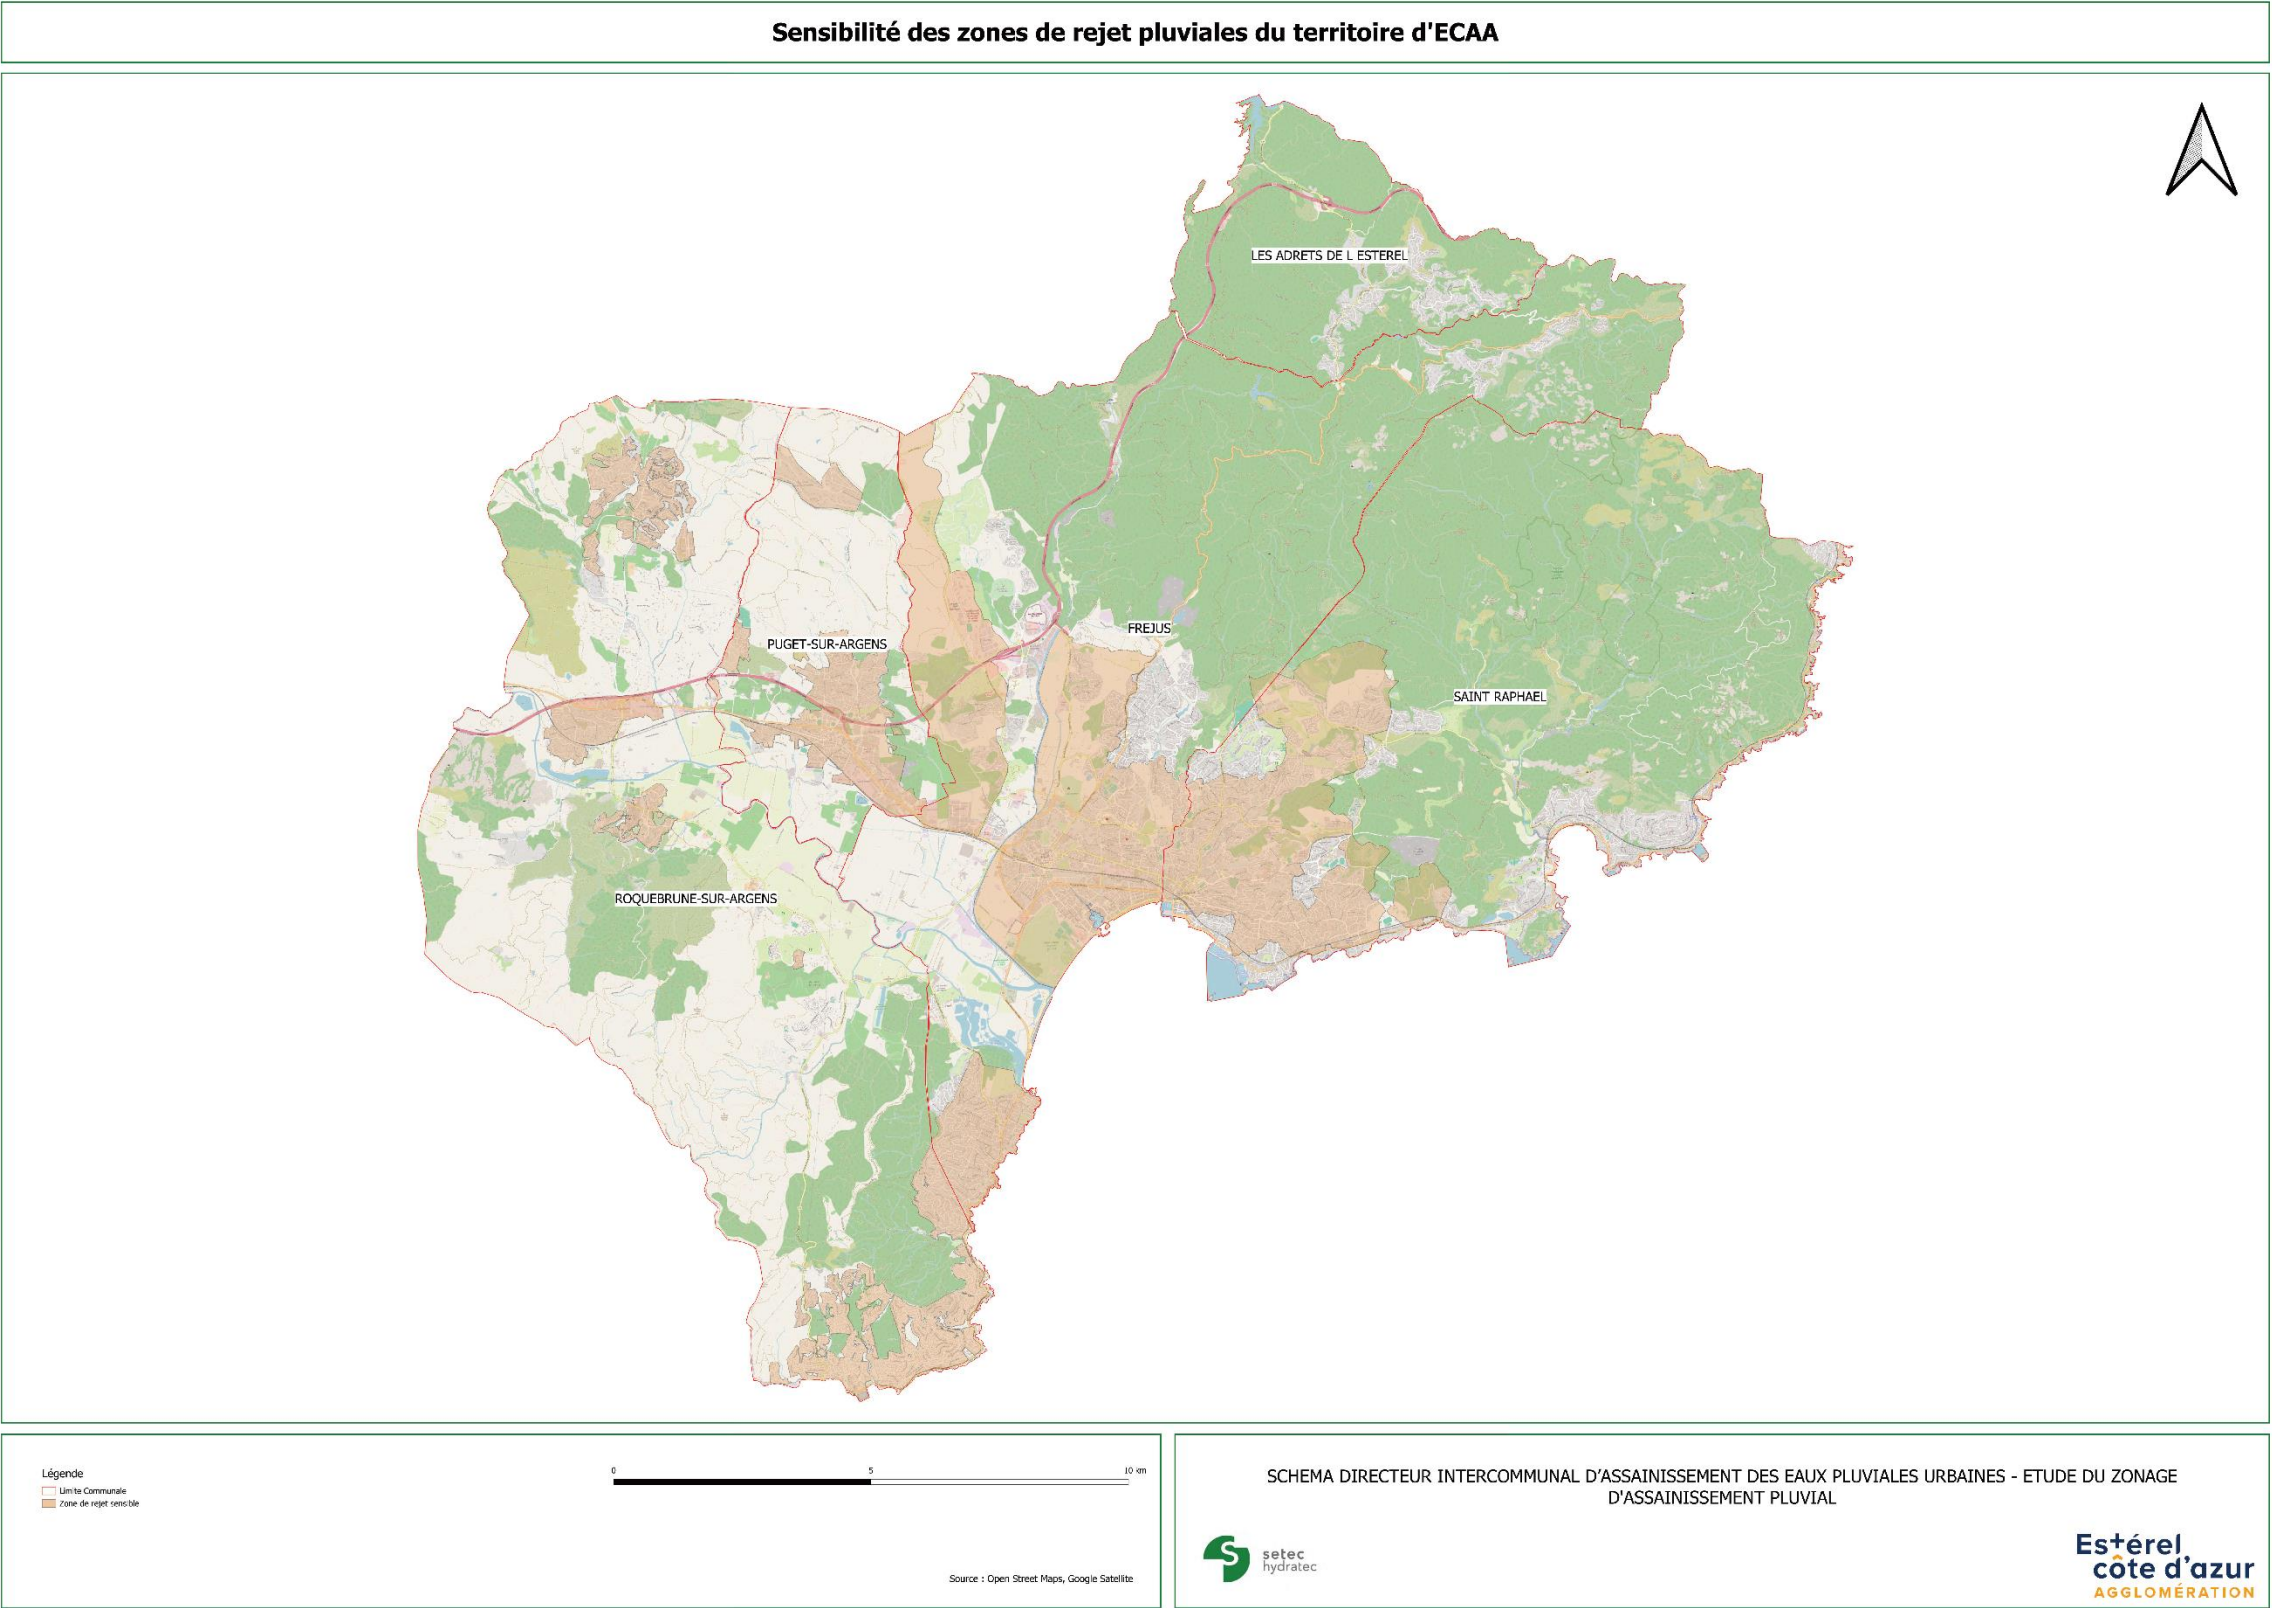 Sensibilité des zones de rejet pluviales du territoire d'ECAA
LES ADRETS DE L ESTEREL
FREJUS
PUGET-SUR-ARGENS
SAINT RAPHAEL
ROQUEBRUNE-SUR-ARGENS
Légende
Limite Communale
Zone de rejet sensible
0 5 10 km
Source : Open Street Maps, Google Satellite
SCHEMA DIRECTEUR INTERCOMMUNAL D’ASSAINISSEMENT DES EAUX PLUVIALES URBAINES - ETUDE DU ZONAGE
D'ASSAINISSEMENT PLUVIAL
setec
hydratec
Estérel
côte d'azur
AGGLOMÉRATION